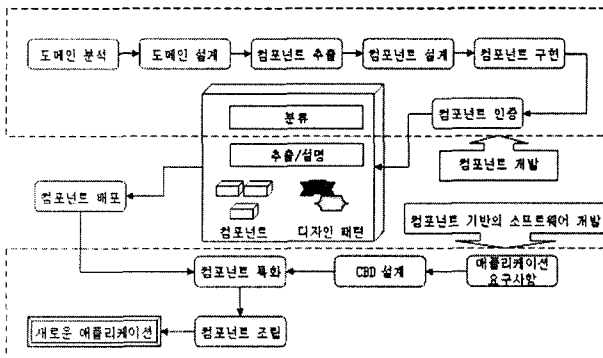 도메인 분석
도메인 설계
컴포넌트 추출
컴포넌트 설계
컴포넌트 구현
분류
컴포넌트 인증
추출/설명
컴포넌트 개발
컴포넌트 배포
컴포넌트
디자인 패턴
컴포넌트 기반의 소프트웨어 개발
컴포넌트 특화
CBD 설계
애플리케이션
요구사항
새로운 애플리케이션
컴포넌트 조립